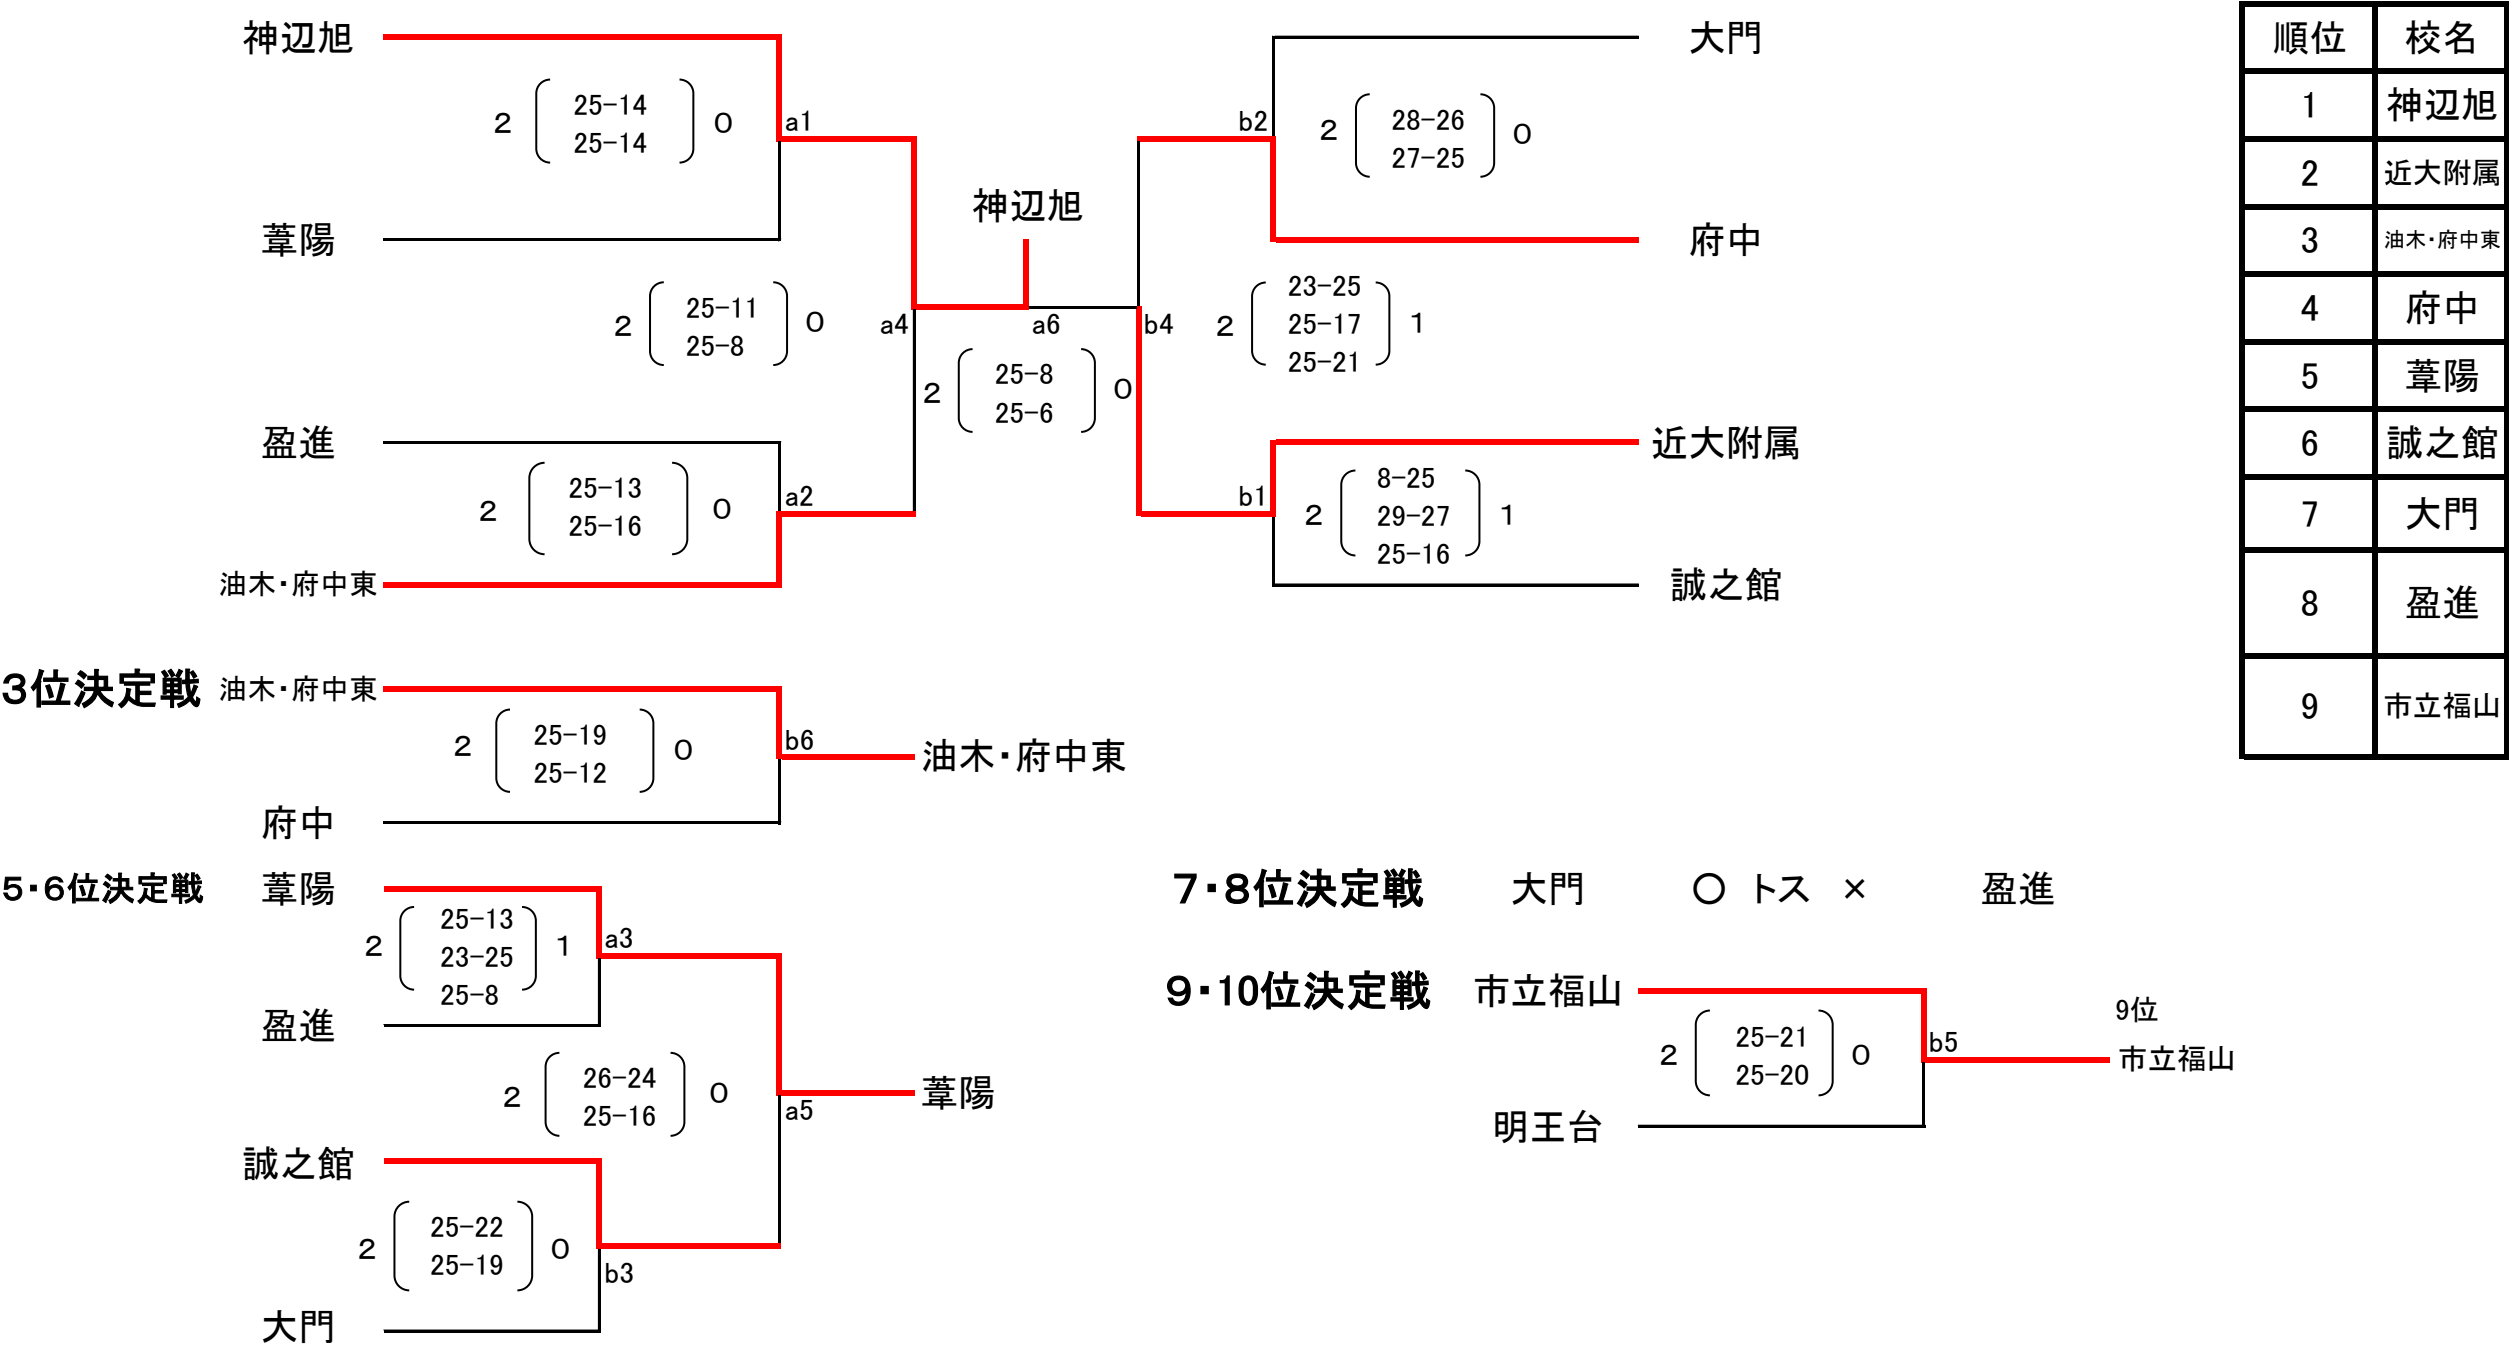 神辺旭
2 25-14 0
25-14
a1
葦陽
2 25-11 0
25-8
a4
盈進
2 25-13 0
25-16
a2
油木・府中東
神辺旭
a6
2 25-8 0
25-6
大門
b2
2 28-26 0
27-25
府中
b4
23-25
2 25-17 1
25-21
近大附属
b1
8-25
2 29-27 1
25-16
誠之館
順位 校名
1 神辺旭
2 近大附属
3 油木・府中東
4 府中
5 葦陽
6 誠之館
7 大門
8 盈進
9 市立福山
3位決定戦 油木・府中東
2 25-19 0
25-12
b6
油木・府中東
府中
5・6位決定戦 葦陽
25-13
2 23-25 1
25-8
a3
盈進
2 26-24 0
25-16
a5
葦陽
誠之館
2 25-22 0
25-19
b3
大門
7・8位決定戦 大門 〇 トス × 盈進
9・10位決定戦 市立福山
2 25-21 0
25-20
b5
9位
市立福山
明王台